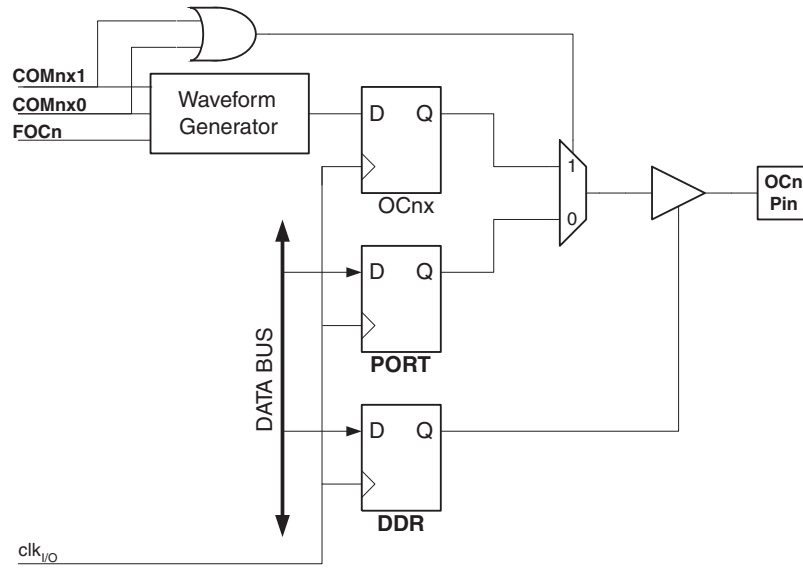 COMnx1
COMnx0
FOCn
Waveform
Generator
D Q
OCnx
1
0
OCn
Pin
D Q
PORT
DATA BUS
D Q
DDR
clkI/O